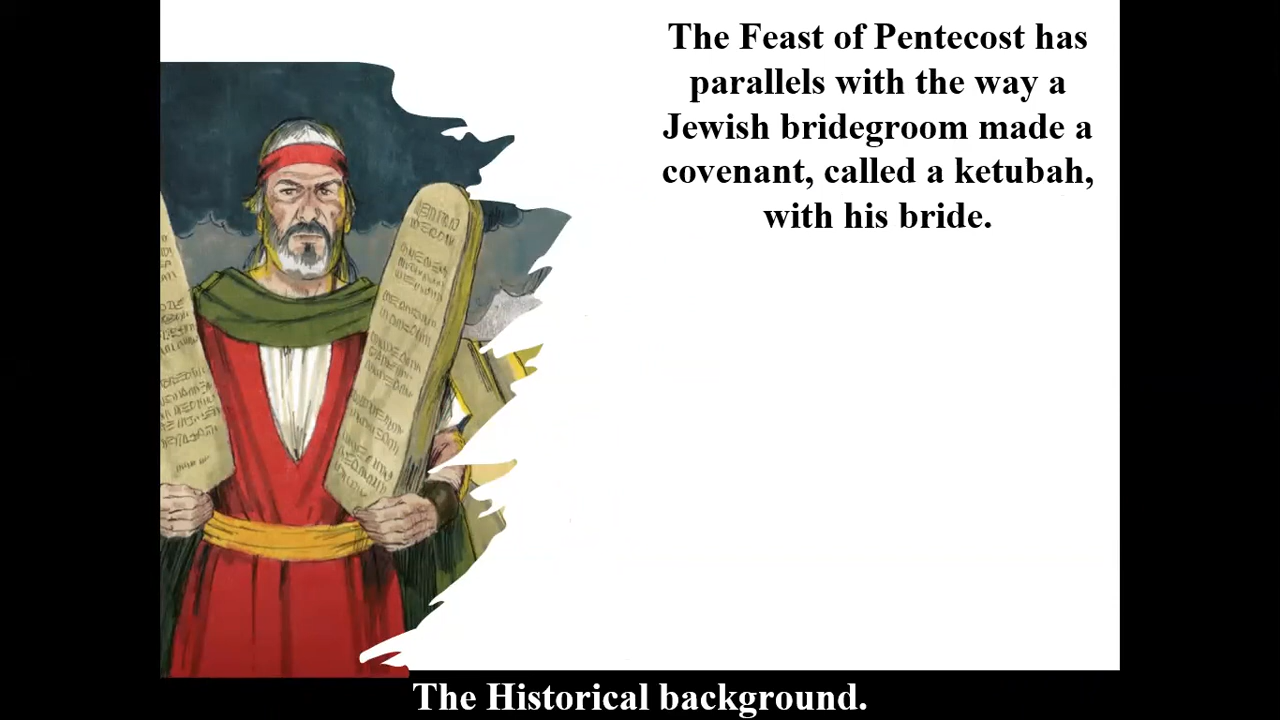 The Feast of Pentecost has
parallels with the way a
Jewish bridegroom made a
covenant, called a ketubah,
with his bride.
The Historical background.